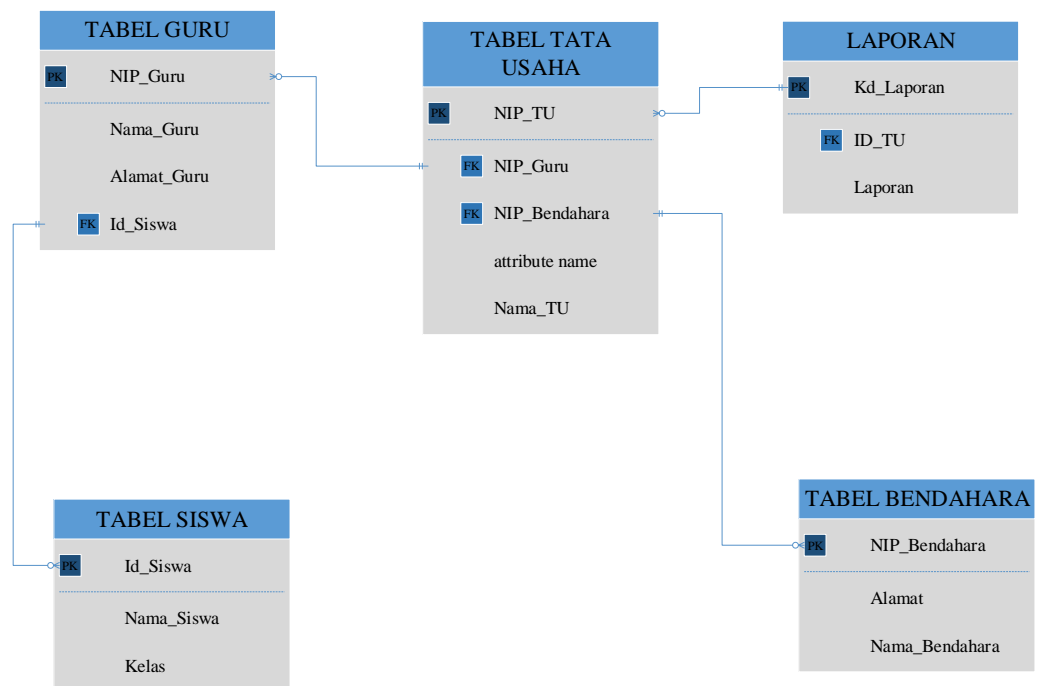 TABEL GURU
PK NIP_Guru
Nama_Guru
Alamat_Guru
FK Id_Siswa
TABEL TATA
USAHA
PK NIP_TU
FK NIP_Guru
FK NIP_Bendahara
attribute name
Nama_TU
LAPORAN
PK Kd_Laporan
FK ID_TU
Laporan
TABEL SISWA
PK Id_Siswa
Nama_Siswa
Kelas
TABEL BENDAHARA
PK NIP_Bendahara
Alamat
Nama_Bendahara